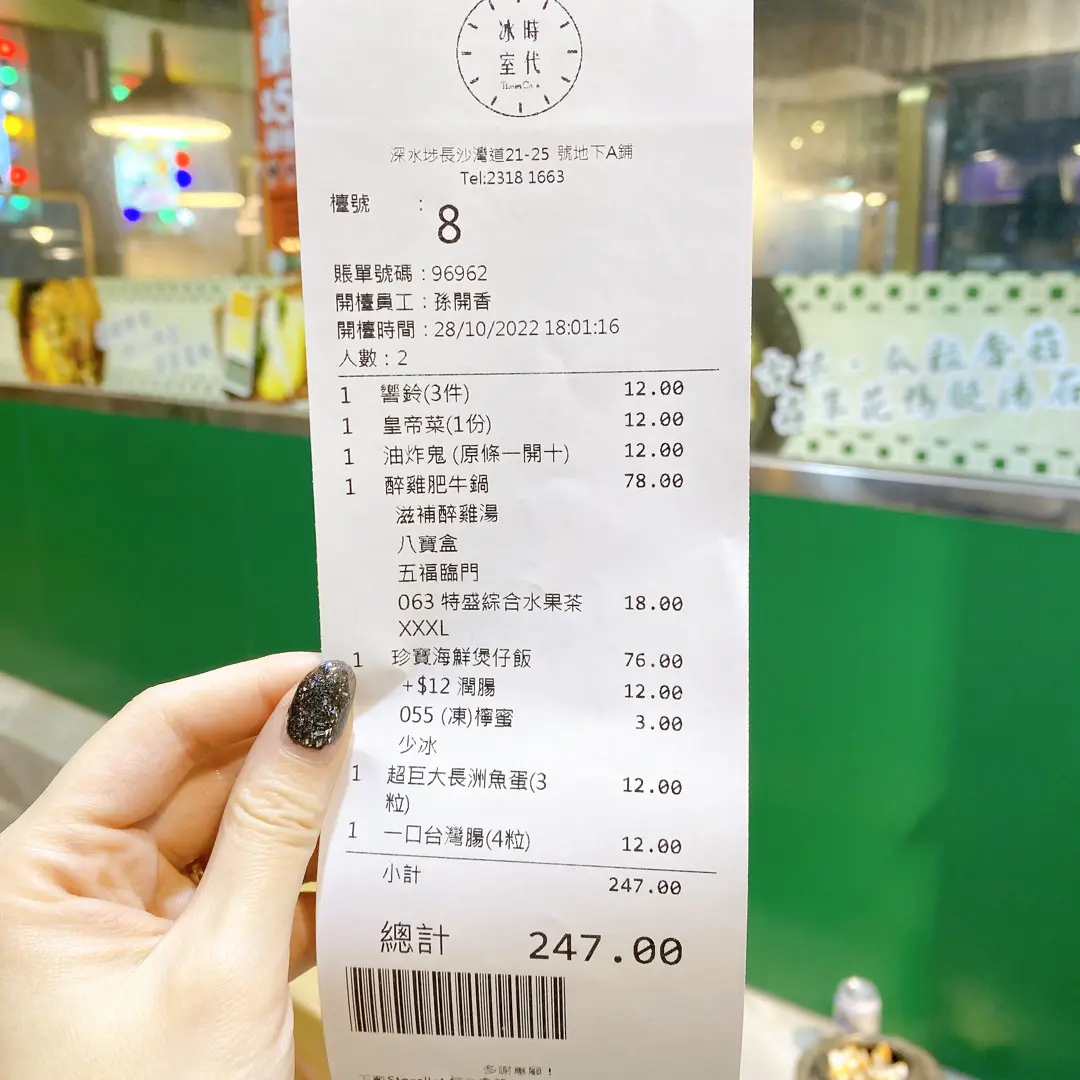 冰時
室代
深水埗長沙灣道21-25 號地下A鋪
Tel:2318 1663
檯號 : 8
賬單號碼 : 96962
開檯員工 : 孫開香
開檯時間 : 28/10/2022 18:01:16
人數 : 2
1 響鈴(3件) 12.00
1 皇帝菜(1份) 12.00
1 油炸鬼 (原條一開十) 12.00
1 醉雞肥牛鍋 78.00
滋補醉雞湯
八寶盒
五福臨門
063 特盛綜合水果茶 18.00
XXXL
1 珍寶海鮮煲仔飯 76.00
+$12 潤腸 12.00
055 (凍)檸蜜 3.00
少冰
1 超巨大長洲魚蛋(3 12.00
粒)
1 一口台灣腸(4粒) 12.00
小計 247.00
總計 247.00
多謝惠顧！